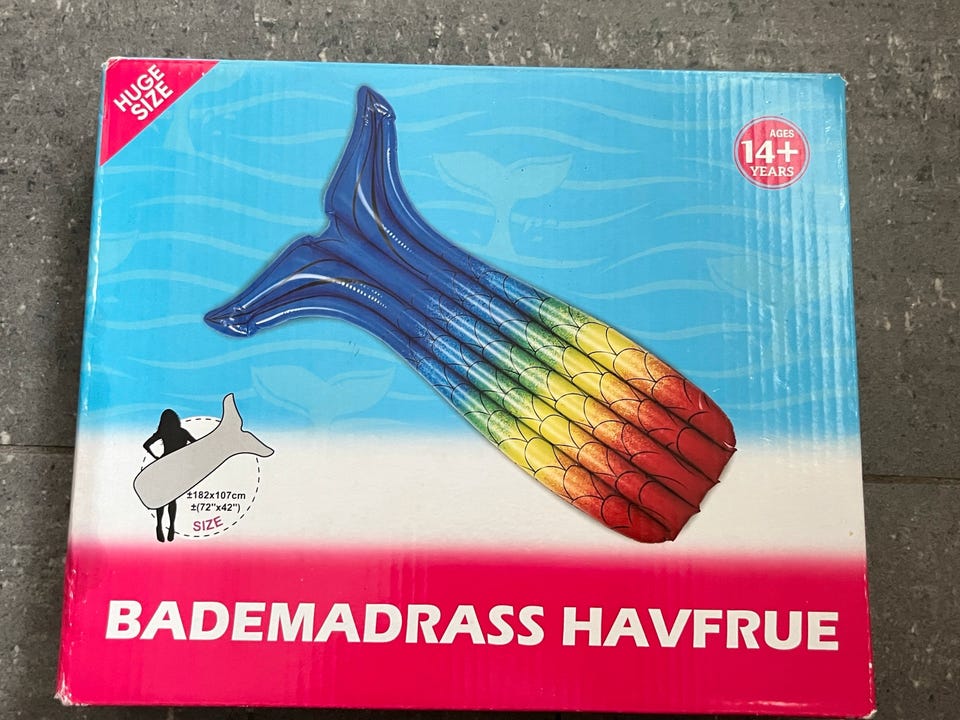 HUGE
SIZE
AGES
14+
YEARS
±182x107cm
±(72"x42")
SIZE
BADEMADRASS HAVFRUE